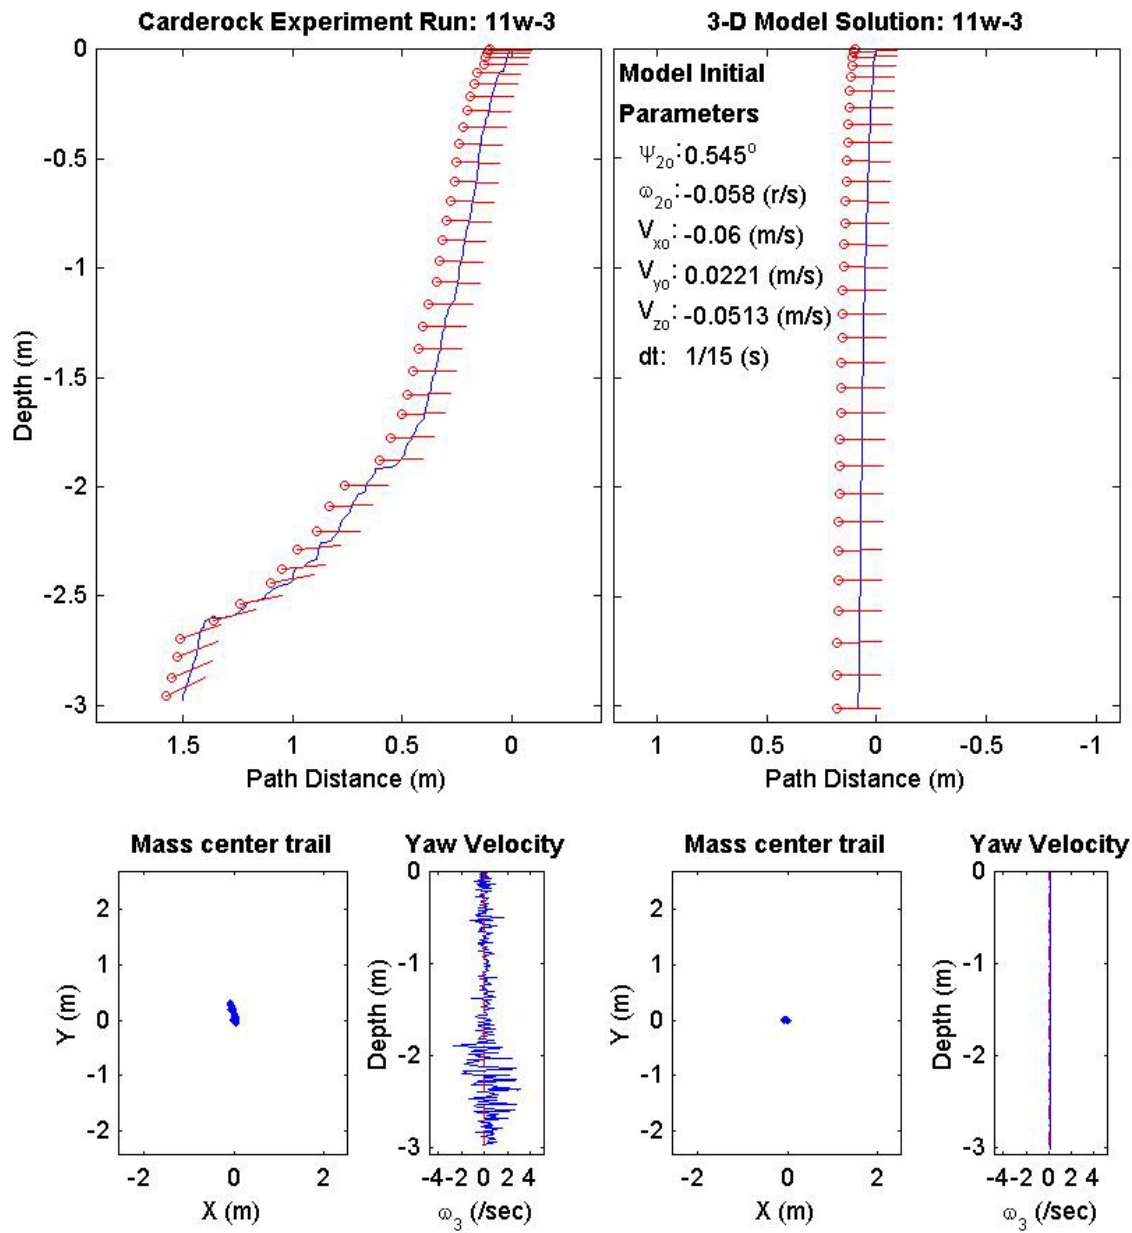 Carderock Experiment Run: 11w-3
0
-0.5
-1
-1.5
-2
-2.5
-3
Depth (m)
1.5 1 0.5 0
Path Distance (m)
3-D Model Solution: 11w-3
Model Initial
Parameters
Ψ2o: 0.545o
ω2o: -0.058 (r/s)
Vxo: -0.06 (m/s)
Vyo: 0.0221 (m/s)
Vzo: -0.0513 (m/s)
dt: 1/15 (s)
1 0.5 0 -0.5 -1
Path Distance (m)
Mass center trail
2
1
0
-1
-2
Y (m)
-2 0 2
X (m)
Yaw Velocity
0
-1
-2
-3
Depth (m)
-4 -2 0 2 4
ω3 (/sec)
Mass center trail
2
1
0
-1
-2
Y (m)
-2 0 2
X (m)
Yaw Velocity
0
-1
-2
-3
Depth (m)
-4 -2 0 2 4
ω3 (/sec)